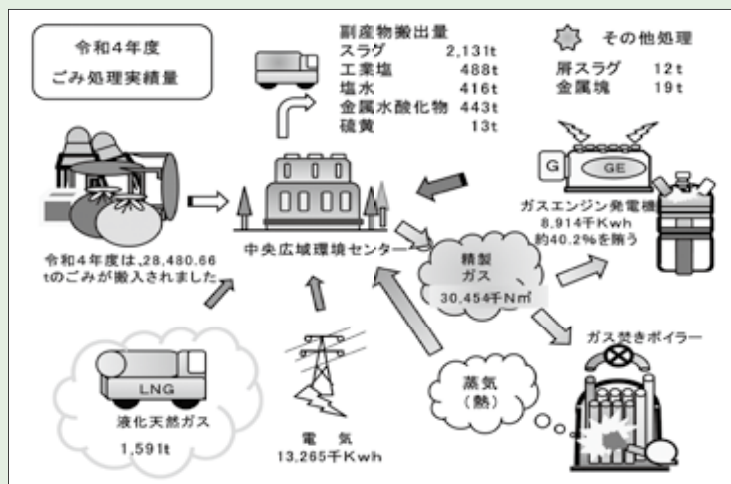 令和4年度
ごみ処理実績量
副産物搬出量
スラグ 2,131t
工業塩 488t
塩水 416t
金属水酸化物 443t
硫黄 13t
その他処理
屑スラグ 12t
金属塊 19t
G
GE
ガスエンジン発電機
8,914千Kwh
約40.2%を賄う
令和4年度は、28,480.66
tのごみが搬入されました
中央広域環境センター
精製
ガス
30,454千N㎥
LNG
液化天然ガス
1,591t
電気
13,265千Kwh
蒸気
(熱)
ガス焚きボイラー